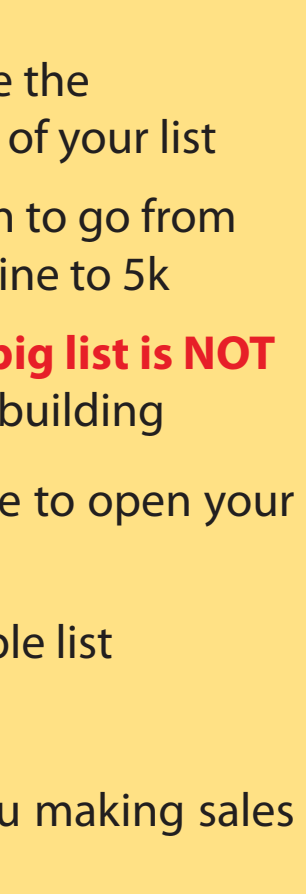 e the
of your list
n to go from
ine to 5k
big list is NOT
building
e to open your
ple list
u making sales